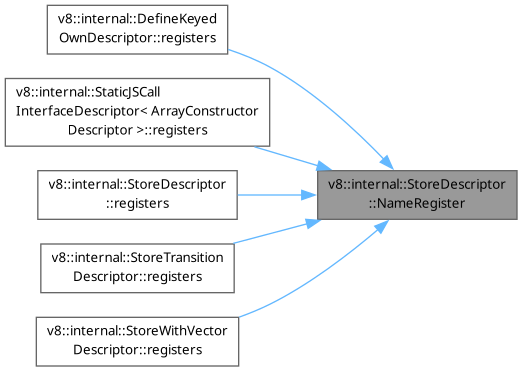 v8::internal::DefineKeyed
OwnDescriptor::registers
v8::internal::StaticJSCall
InterfaceDescriptor< ArrayConstructor
Descriptor >::registers
v8::internal::StoreDescriptor
::registers
v8::internal::StoreTransition
Descriptor::registers
v8::internal::StoreWithVector
Descriptor::registers
v8::internal::StoreDescriptor
::NameRegister